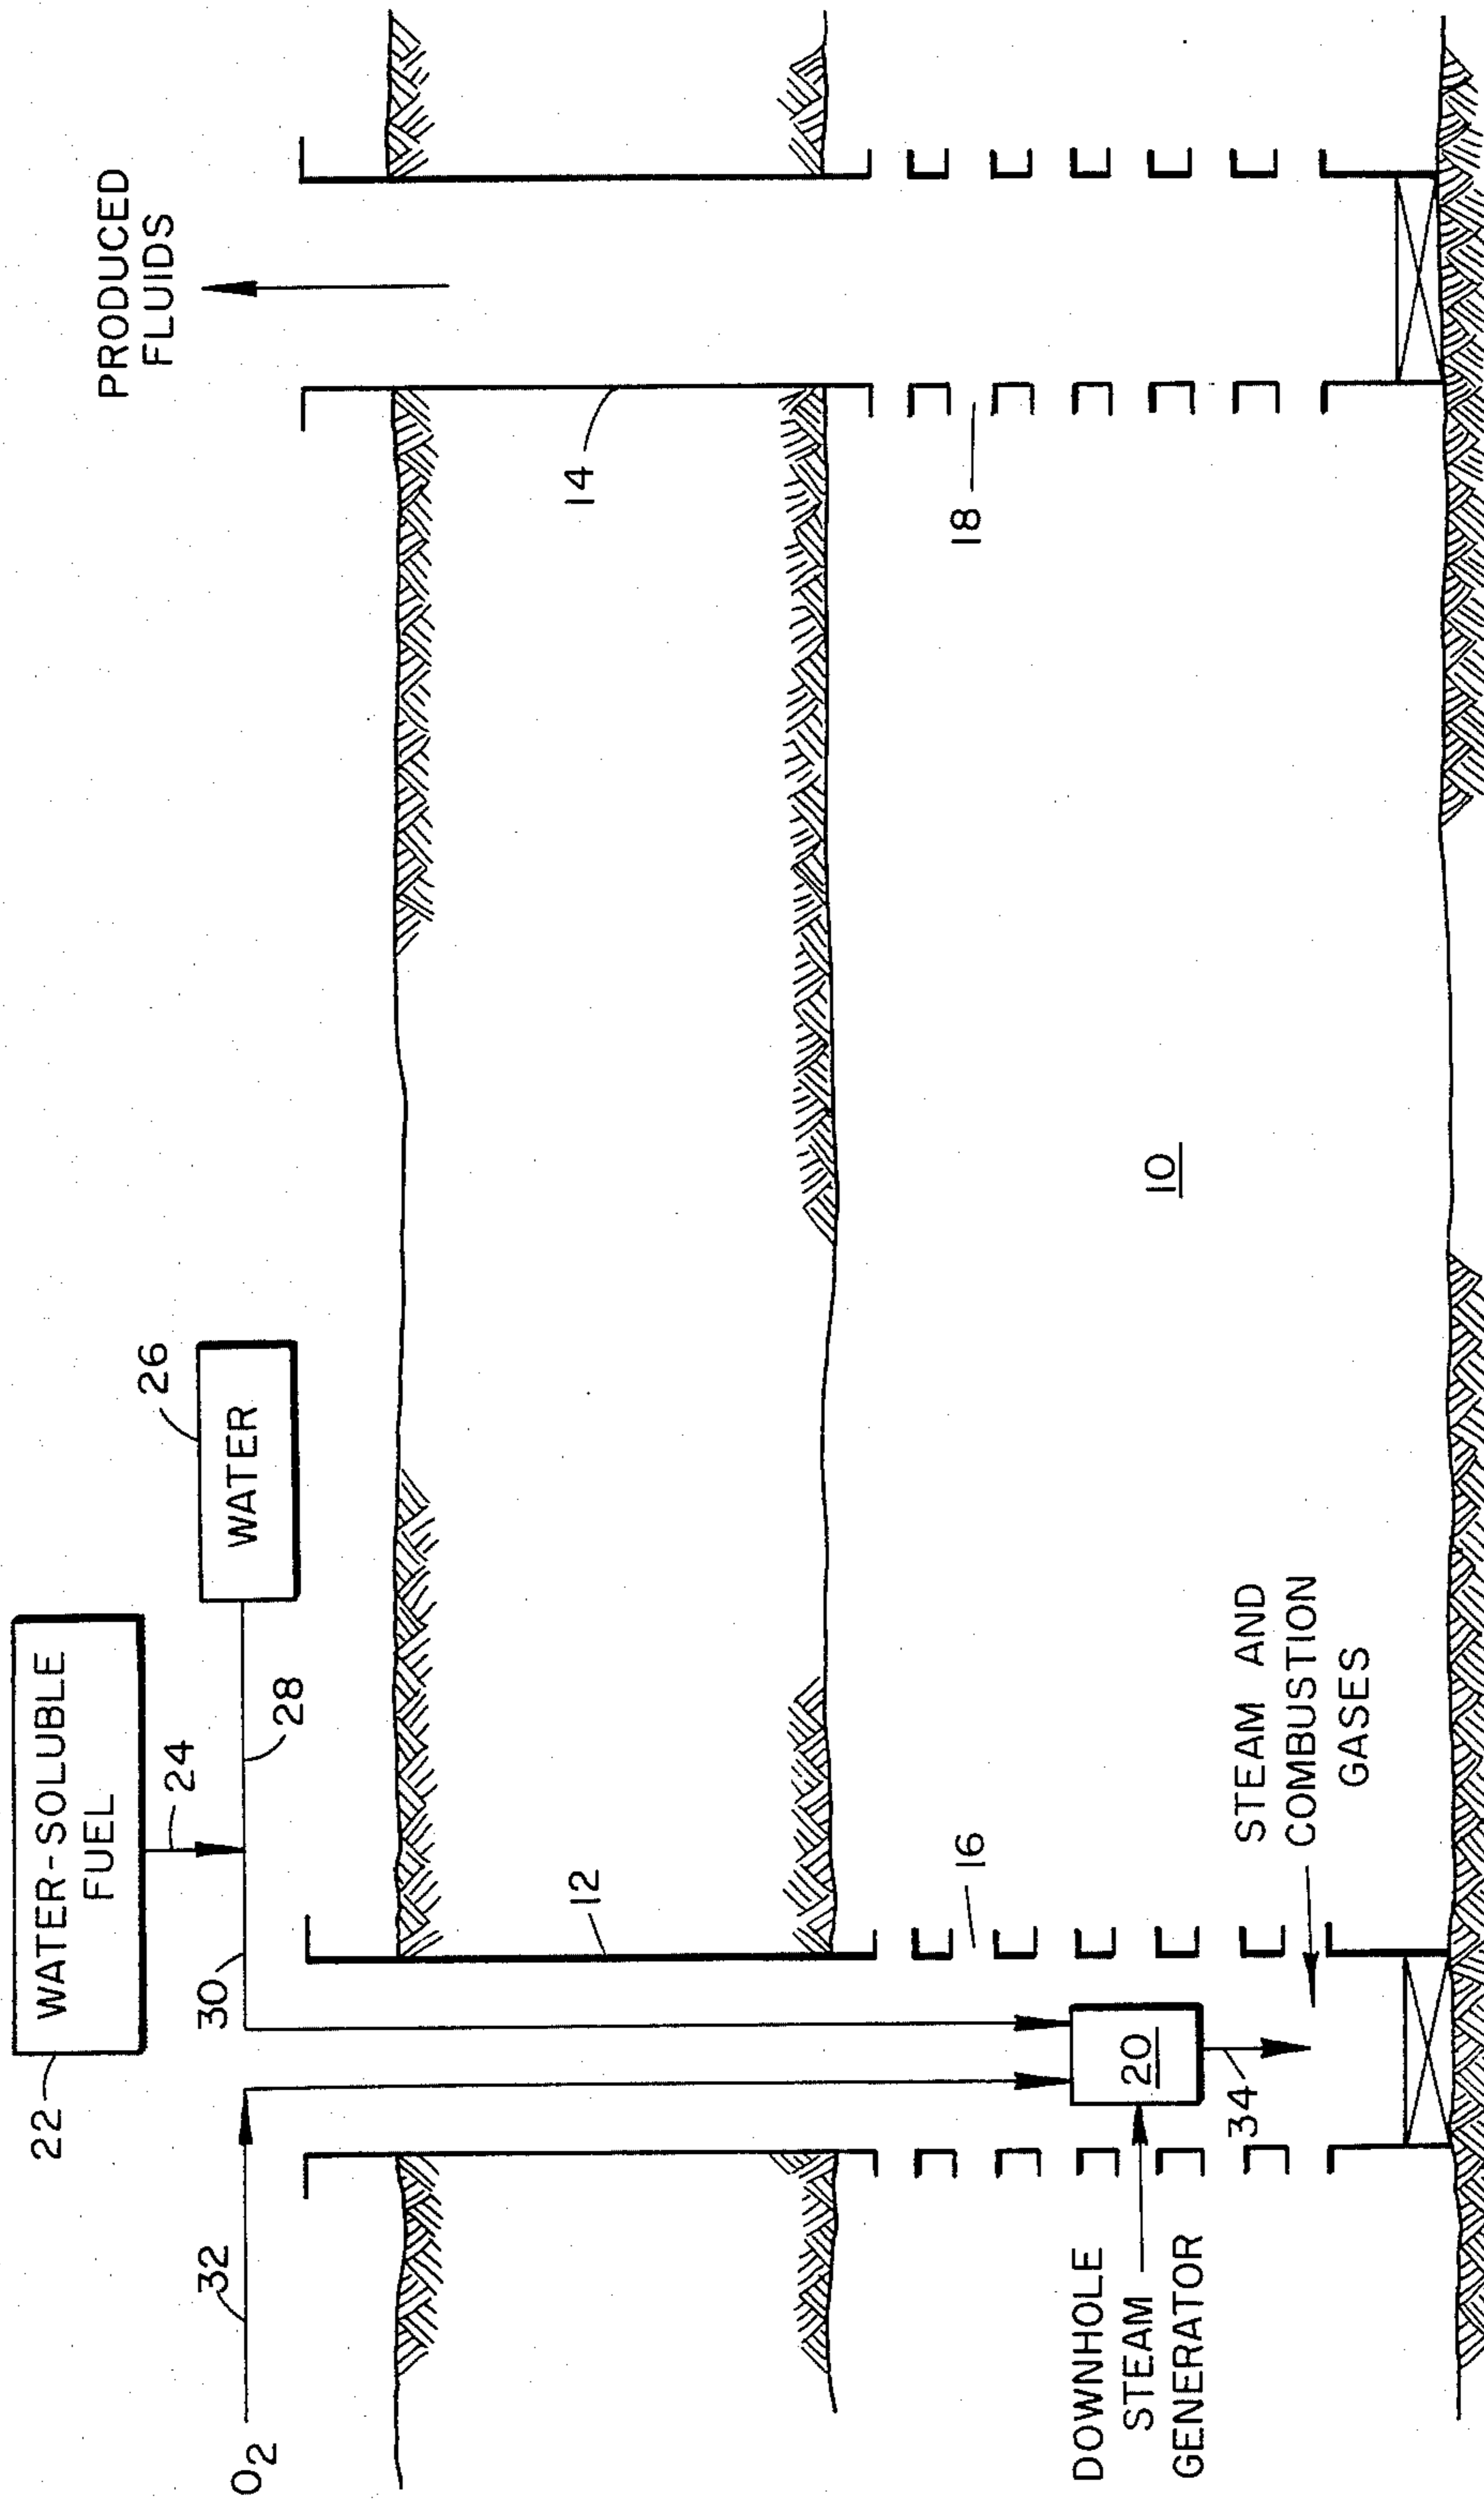 WATER-SOLUBLE
FUEL
22
24
WATER
26
28
30
32
O2
PRODUCED
FLUIDS
12
14
16
18
10
DOWNHOLE
STEAM
GENERATOR
20
34
STEAM AND
COMBUSTION
GASES